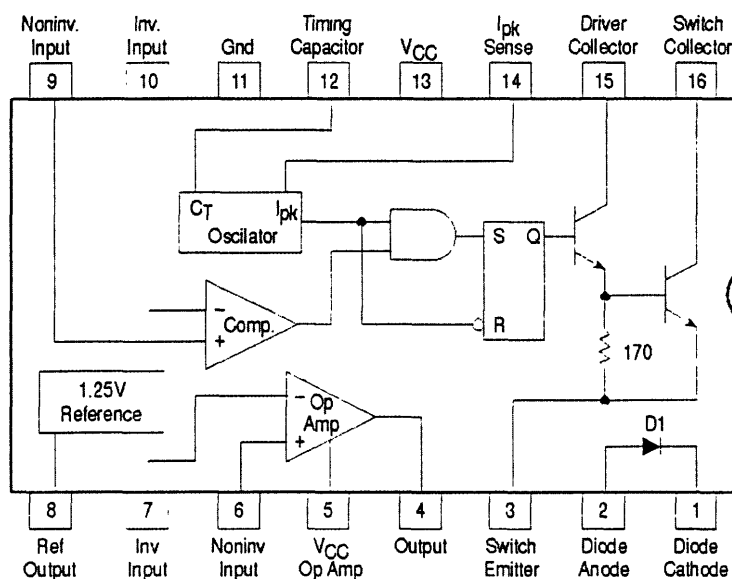 Noninv.
Input
Inv.
Input
Gnd
Timing
Capacitor
VCC
Ipk
Sense
Driver
Collector
Switch
Collector
9
10
11
12
13
14
15
16
CT
Ipk
Oscilator
S
Q
R
-
+
Comp.
170
1.25V
Reference
-
+
Op
Amp
D1
8
7
6
5
4
3
2
1
Ref
Output
Inv
Input
Noninv
Input
VCC
Op Amp
Output
Switch
Emitter
Diode
Anode
Diode
Cathode